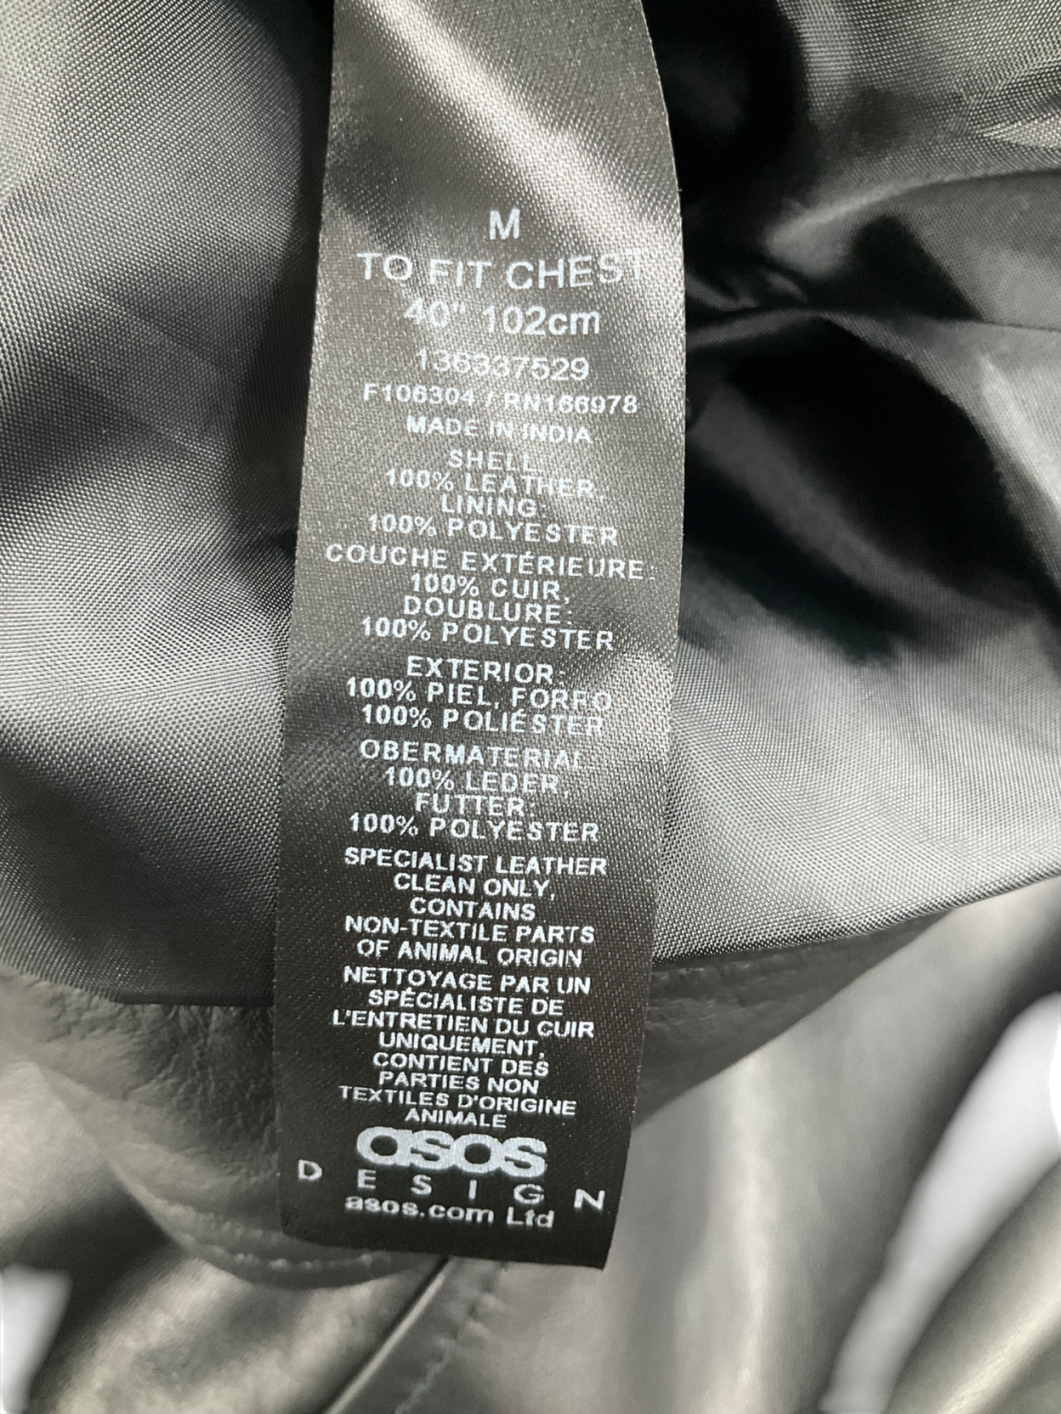 M
TO FIT CHEST
40" 102cm
136337529
F106304 / RN166978
MADE IN INDIA
SHELL:
100% LEATHER,
LINING:
100% POLYESTER
COUCHE EXTÉRIEURE:
100% CUIR,
DOUBLURE:
100% POLYESTER
EXTERIOR:
100% PIEL, FORRO
100% POLIÉSTER
OBERMATERIAL:
100% LEDER,
FUTTER:
100% POLYESTER
SPECIALIST LEATHER
CLEAN ONLY,
CONTAINS
NON-TEXTILE PARTS
OF ANIMAL ORIGIN
NETTOYAGE PAR UN
SPÉCIALISTE DE
L'ENTRETIEN DU CUIR
UNIQUEMENT,
CONTIENT DES
PARTIES NON
TEXTILES D'ORIGINE
ANIMALE
asos
DESIGN
asos.com Ltd